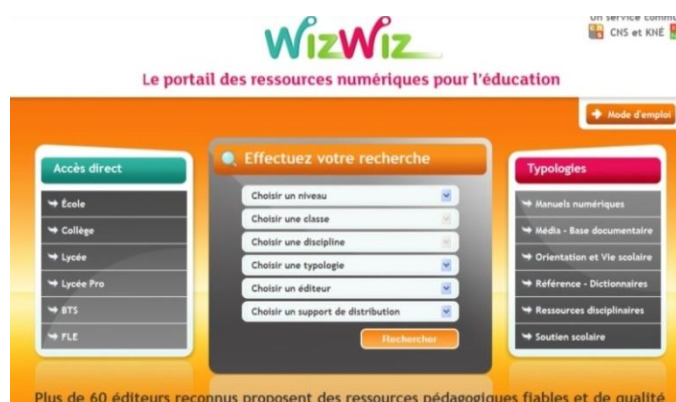 Un service commu
WizWiz
CNS et KNÉ
Le portail des ressources numériques pour l'éducation
Mode d'emploi
Accès direct
École
Collège
Lycée
Lycée Pro
BTS
FLE
Effectuez votre recherche
Choisir un niveau
Choisir une classe
Choisir une discipline
Choisir une typologie
Choisir un éditeur
Choisir un support de distribution
Rechercher
Typologies
Manuels numériques
Média - Base documentaire
Orientation et Vie scolaire
Référence - Dictionnaires
Ressources disciplinaires
Soutien scolaire
Plus de 60 éditeurs reconnus proposent des ressources pédagogiques fiables et de qualité